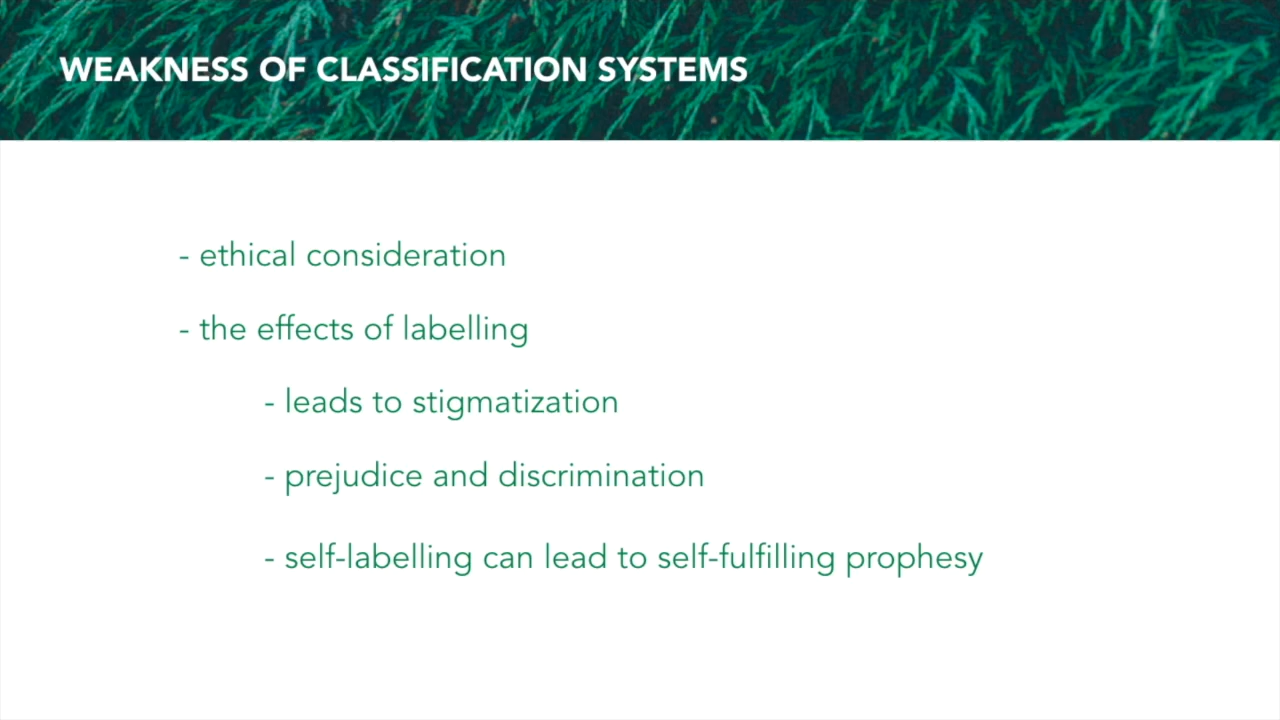 WEAKNESS OF CLASSIFICATION SYSTEMS
- ethical consideration
- the effects of labelling
- leads to stigmatization
- prejudice and discrimination
- self-labelling can lead to self-fulfilling prophesy